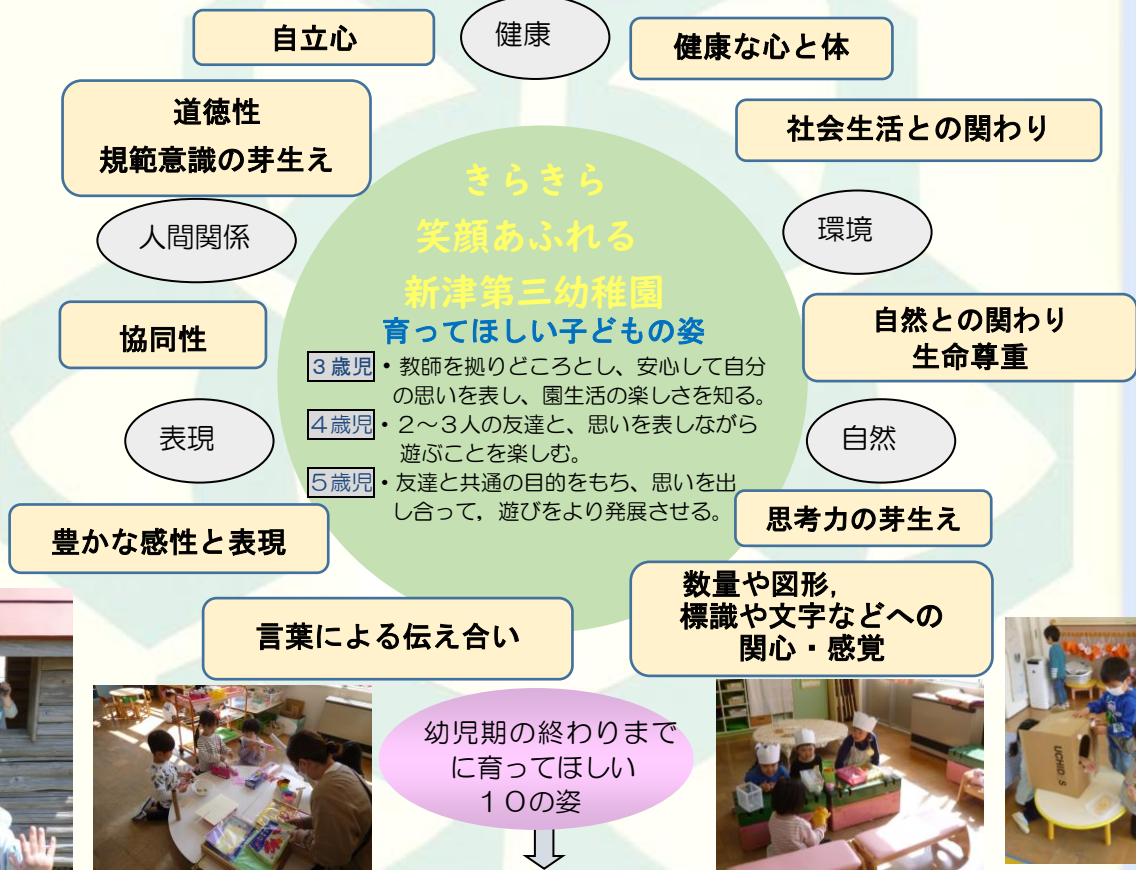 自立心
健康
健康な心と体
道徳性
規範意識の芽生え
社会生活との関わり
人間関係
環境
きらきら
笑顔あふれる
新津第三幼稚園
育ってほしい子どもの姿
3歳児・教師を拠りどころとし、安心して自分
の思いを表し、園生活の楽しさを知る。
4歳児・2～3人の友達と、思いを表しながら
遊ぶことを楽しむ。
5歳児・友達と共通の目的をもち、思いを出
し合って，遊びをより発展させる。
協同性
自然との関わり
生命尊重
表現
自然
豊かな感性と表現
思考力の芽生え
言葉による伝え合い
数量や図形，
標識や文字などへの
関心・感覚
幼児期の終わりまで
に育ってほしい
１０の姿
UCHID